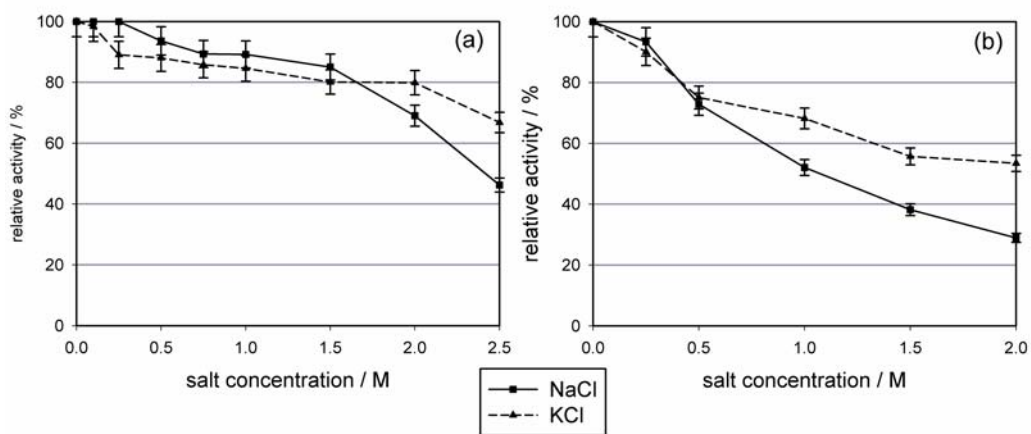 (a)
relative activity / %
100
80
60
40
20
0
0.0 0.5 1.0 1.5 2.0 2.5
salt concentration / M
(b)
relative activity / %
100
80
60
40
20
0
0.0 0.5 1.0 1.5 2.0
salt concentration / M
NaCl
KCl